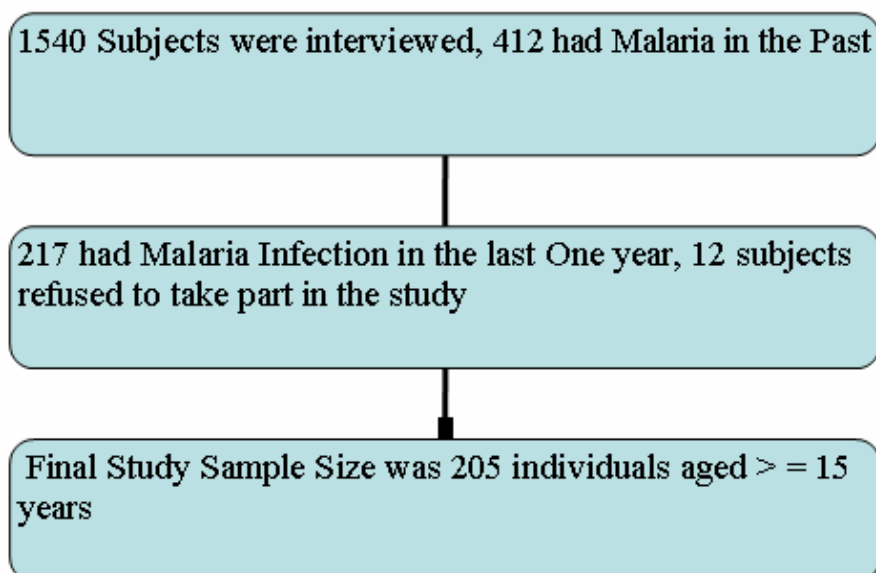 1540 Subjects were interviewed, 412 had Malaria in the Past
217 had Malaria Infection in the last One year, 12 subjects
refused to take part in the study
Final Study Sample Size was 205 individuals aged > = 15
years